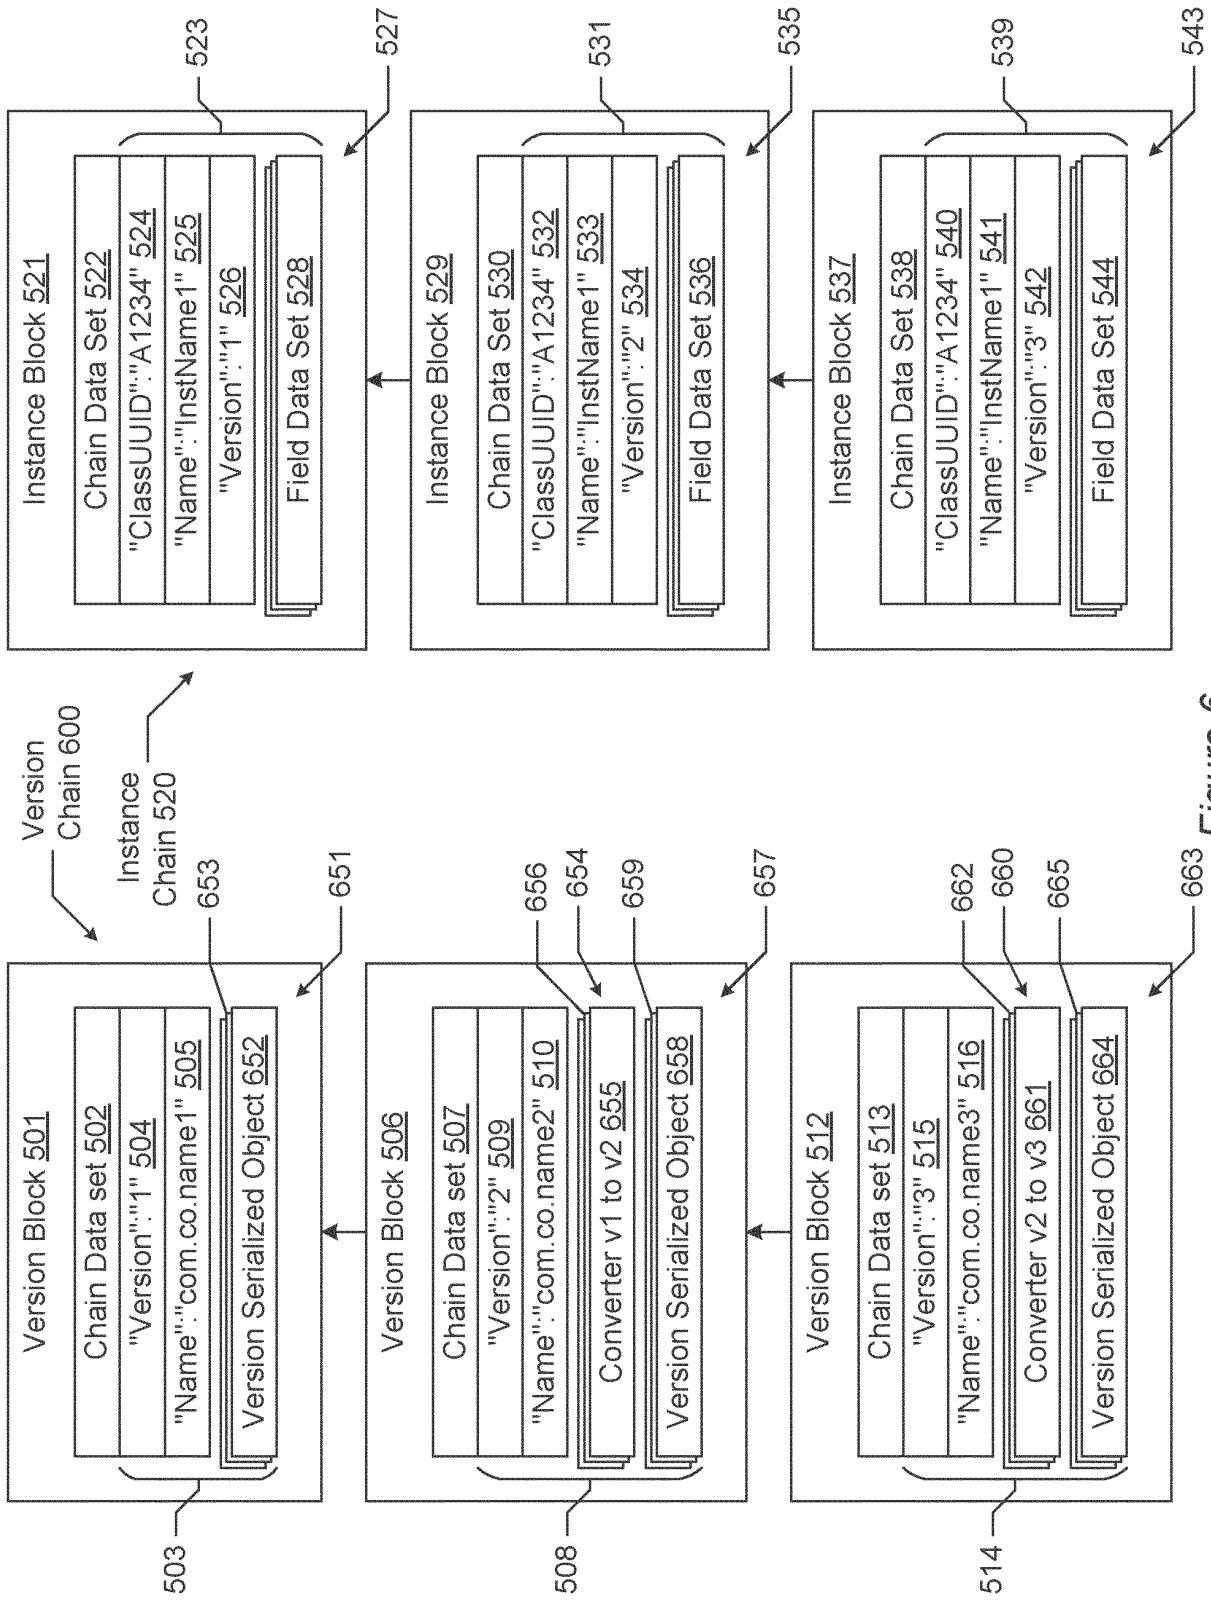 Version Block 501
Chain Data set 502
"Version":"1" 504
"Name":"com.co.name1" 505
Version Serialized Object 652
503
653
651
Version Block 506
Chain Data set 507
"Version":"2" 509
"Name":"com.co.name2" 510
Converter v1 to v2 655
Version Serialized Object 658
508
656
654
659
657
Version Block 512
Chain Data set 513
"Version":"3" 515
"Name":"com.co.name3" 516
Converter v2 to v3 661
Version Serialized Object 664
514
662
660
665
663
Version
Chain 600
Instance
Chain 520
Instance Block 521
Chain Data Set 522
"ClassUUID":"A1234" 524
"Name":"InstName1" 525
"Version":"1" 526
Field Data Set 528
523
527
Instance Block 529
Chain Data Set 530
"ClassUUID":"A1234" 532
"Name":"InstName1" 533
"Version":"2" 534
Field Data Set 536
531
535
Instance Block 537
Chain Data Set 538
"ClassUUID":"A1234" 540
"Name":"InstName1" 541
"Version":"3" 542
Field Data Set 544
539
543
Figure 6